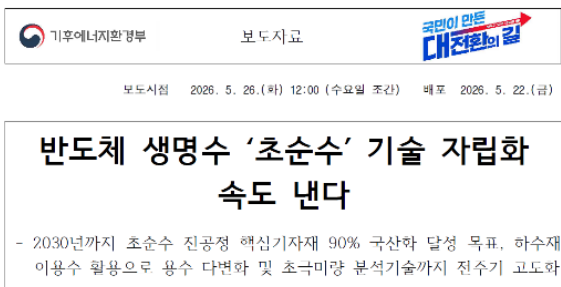 기후에너지환경부
보도자료
국민이 만든
대전환의 길
보도시점 2026. 5. 26.(화) 12:00 (수요일 조간) 배포 2026. 5. 22.(금)
반도체 생명수 ‘초순수’ 기술 자립화
속도 낸다
- 2030년까지 초순수 전공정 핵심기자재 90% 국산화 달성 목표, 하수재
이용수 활용으로 용수 다변화 및 초극미량 분석기술까지 전주기 고도화